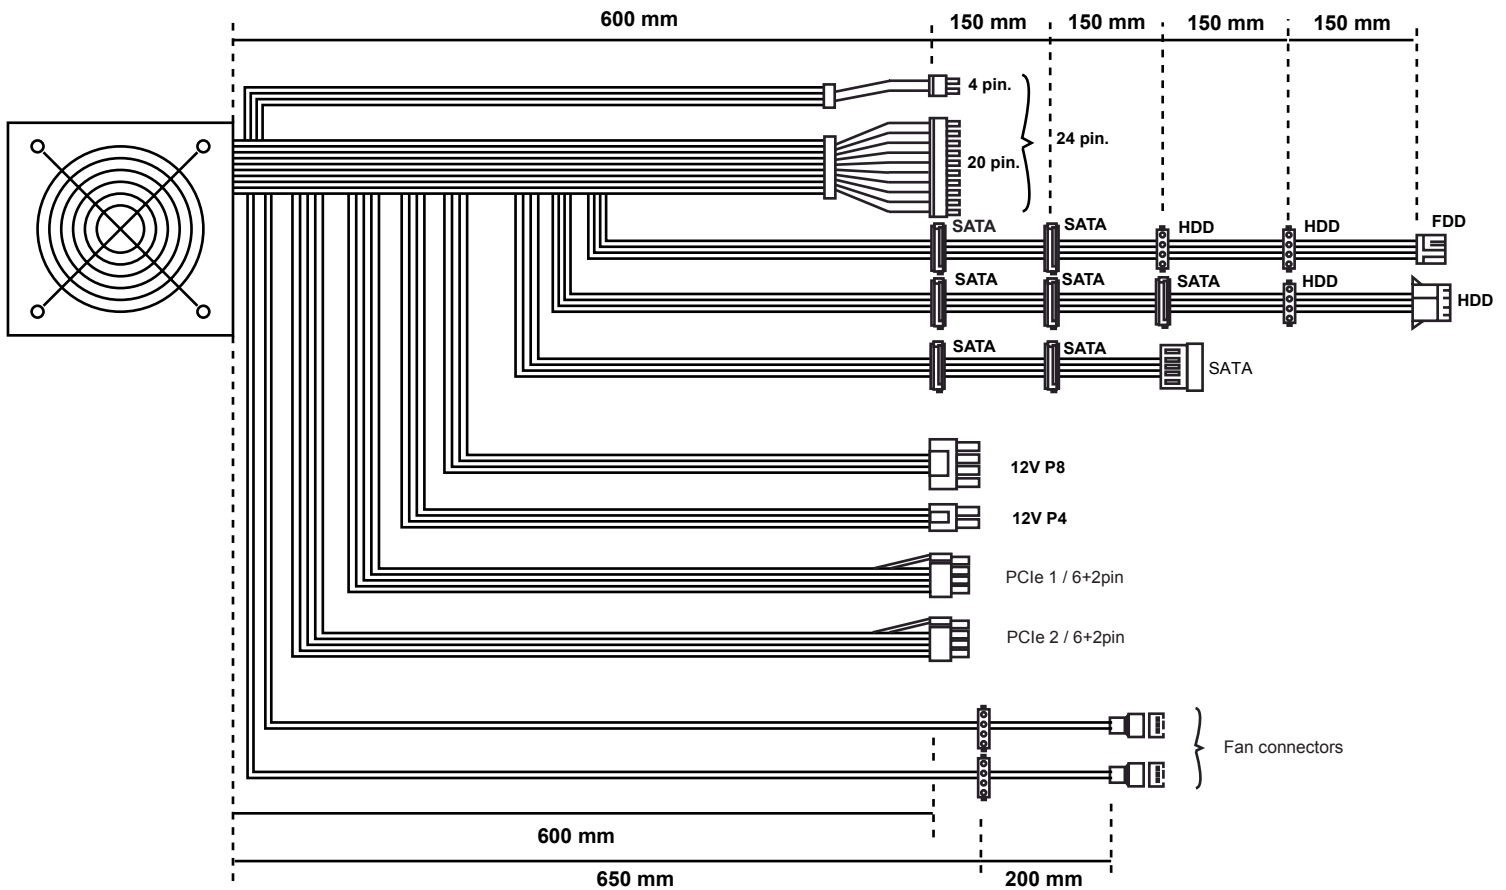 600 mm
150 mm
150 mm
150 mm
150 mm
4 pin.
24 pin.
20 pin.
SATA
SATA
HDD
HDD
FDD
SATA
SATA
SATA
HDD
HDD
SATA
SATA
SATA
12V P8
12V P4
PCIe 1 / 6+2pin
PCIe 2 / 6+2pin
Fan connectors
600 mm
650 mm
200 mm